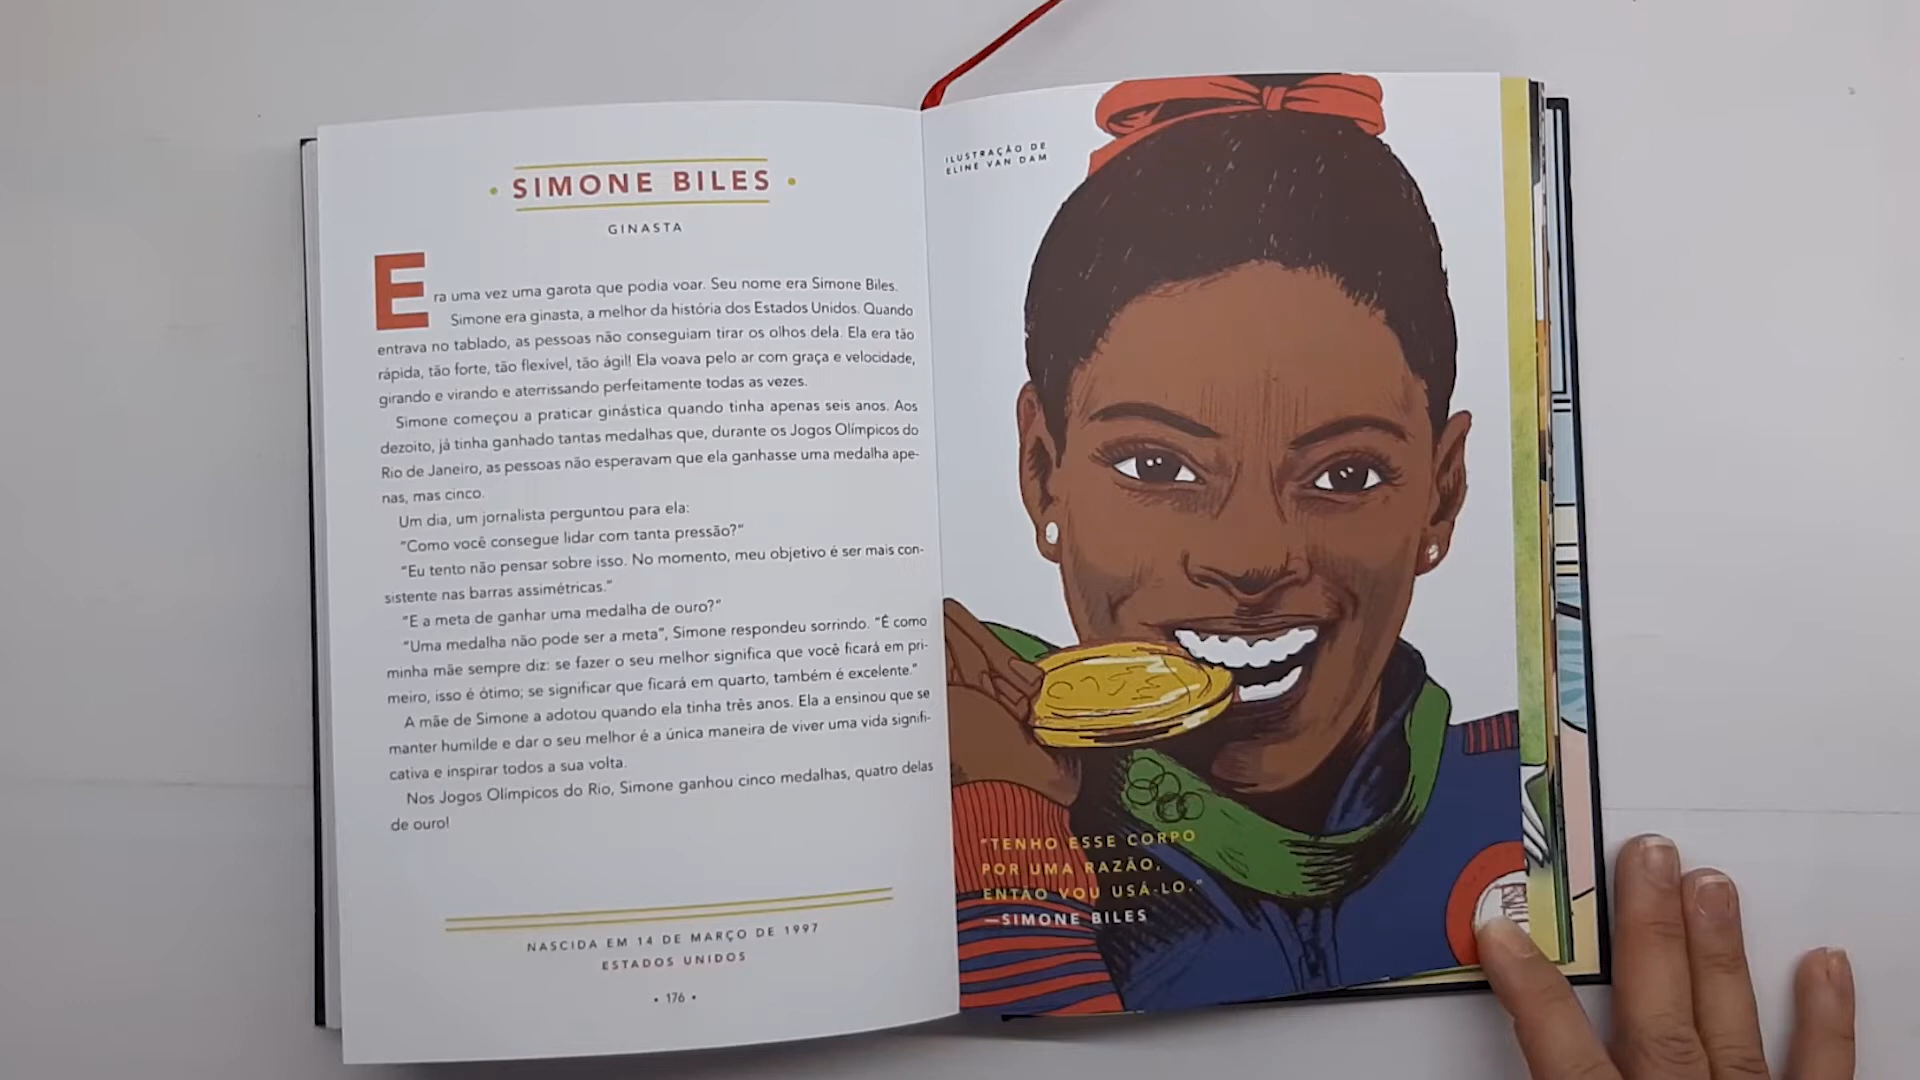 SIMONE BILES
GINASTA
Era uma vez uma garota que podia voar. Seu nome era Simone Biles.
Simone era ginasta, a melhor da história dos Estados Unidos. Quando
entrava no tablado, as pessoas não conseguiam tirar os olhos dela. Ela era tão
rápida, tão forte, tão flexível, tão ágil! Ela voava pelo ar com graça e velocidade,
girando e virando e aterrissando perfeitamente todas as vezes.
Simone começou a praticar ginástica quando tinha apenas seis anos. Aos
dezoito, já tinha ganhado tantas medalhas que, durante os Jogos Olímpicos do
Rio de Janeiro, as pessoas não esperavam que ela ganhasse uma medalha ape-
nas, mas cinco.
Um dia, um jornalista perguntou para ela:
“Como você consegue lidar com tanta pressão?”
“Eu tento não pensar sobre isso. No momento, meu objetivo é ser mais con-
sistente nas barras assimétricas.”
“E a meta de ganhar uma medalha de ouro?”
“Uma medalha não pode ser a meta”, Simone respondeu sorrindo. “É como
minha mãe sempre diz: se fazer o seu melhor significa que você ficará em pri-
meiro, isso é ótimo; se significar que ficará em quarto, também é excelente.”
A mãe de Simone a adotou quando ela tinha três anos. Ela a ensinou que se
manter humilde e dar o seu melhor é a única maneira de viver uma vida signifi-
cativa e inspirar todos a sua volta.
Nos Jogos Olímpicos do Rio, Simone ganhou cinco medalhas, quatro delas
de ouro!
NASCIDA EM 14 DE MARÇO DE 1997
ESTADOS UNIDOS
• 176 •
ILUSTRAÇÃO DE
ELINE VAN DAM
“TENHO ESSE CORPO
POR UMA RAZÃO,
ENTÃO VOU USÁ-LO.”
—SIMONE BILES